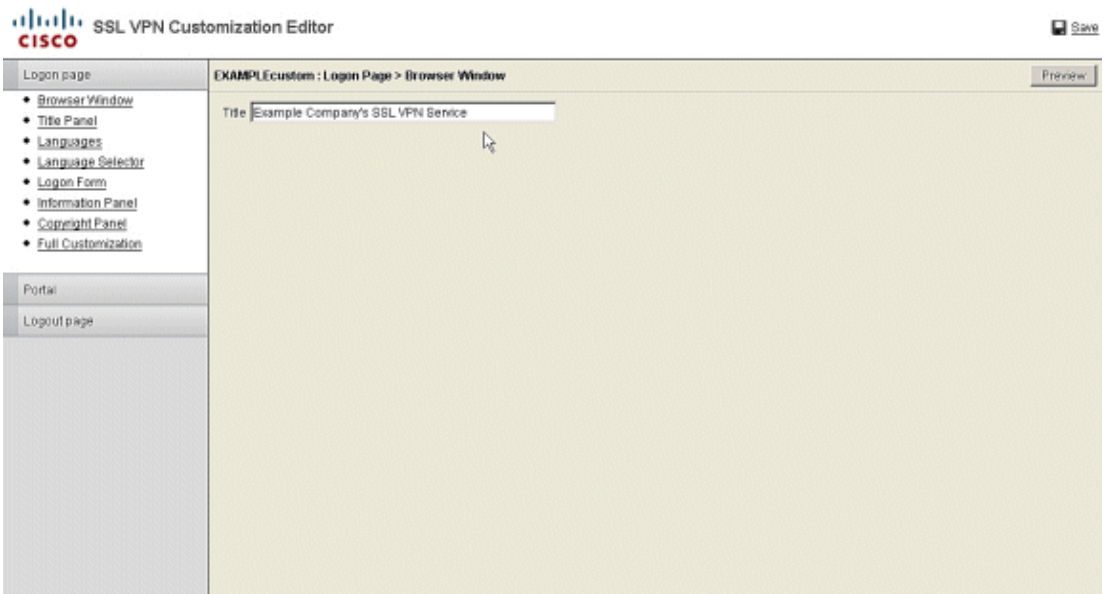 CISCO SSL VPN Customization Editor
Save
Logon page
EXAMPLEcustom : Logon Page > Browser Window
Preview
Browser Window
Title Panel
Languages
Language Selector
Logon Form
Information Panel
Copyright Panel
Full Customization
Title Example Company's SSL VPN Service
Portal
Logout page